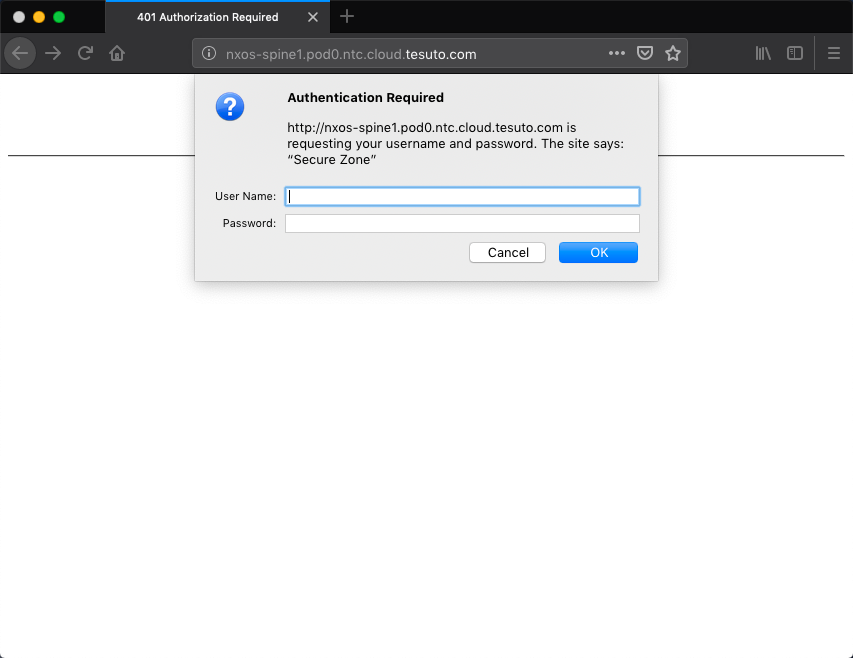 401 Authorization Required
nxos-spine1.pod0.ntc.cloud.tesuto.com
?
Authentication Required
http://nxos-spine1.pod0.ntc.cloud.tesuto.com is
requesting your username and password. The site says:
“Secure Zone”
User Name:
Password:
Cancel
OK